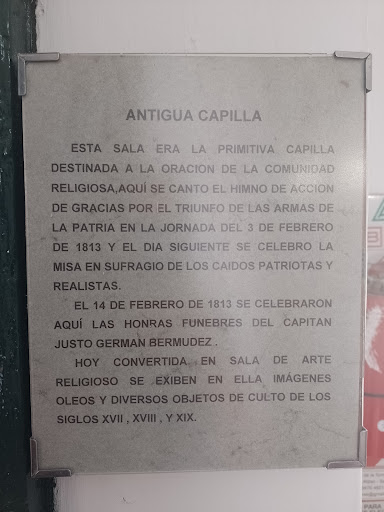 ANTIGUA CAPILLA
ESTA SALA ERA LA PRIMITIVA CAPILLA
DESTINADA A LA ORACION DE LA COMUNIDAD
RELIGIOSA,AQUÍ SE CANTO EL HIMNO DE ACCION
DE GRACIAS POR EL TRIUNFO DE LAS ARMAS DE
LA PATRIA EN LA JORNADA DEL 3 DE FEBRERO
DE 1813 Y EL DIA SIGUIENTE SE CELEBRO LA
MISA EN SUFRAGIO DE LOS CAIDOS PATRIOTAS Y
REALISTAS.
EL 14 DE FEBRERO DE 1813 SE CELEBRARON
AQUÍ LAS HONRAS FUNEBRES DEL CAPITAN
JUSTO GERMAN BERMUDEZ .
HOY CONVERTIDA EN SALA DE ARTE
RELIGIOSO SE EXIBEN EN ELLA IMÁGENES
OLEOS Y DIVERSOS OBJETOS DE CULTO DE LOS
SIGLOS XVII , XVIII , Y XIX.